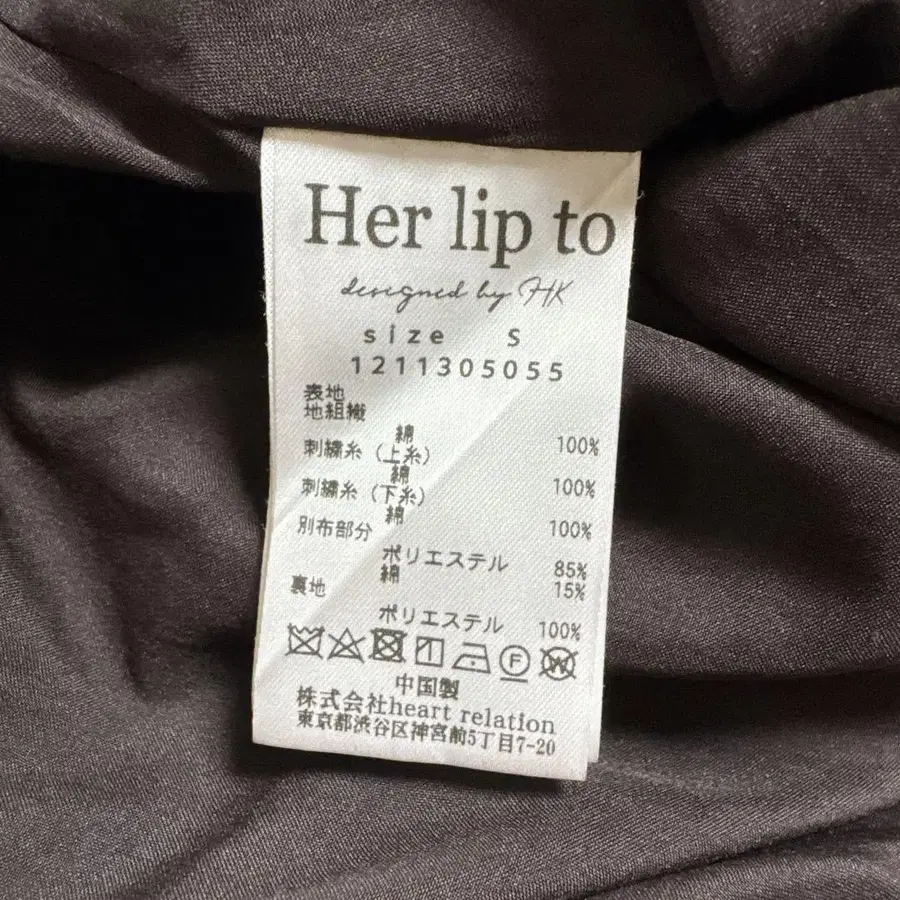 Her lip to
designed by HK
size S
1211305055
表地
地組織
綿 100%
刺繍糸（上糸）
綿 100%
刺繍糸（下糸）
綿 100%
別布部分
ポリエステル 85%
綿 15%
裏地
ポリエステル 100%
F W
中国製
株式会社heart relation
東京都渋谷区神宮前5丁目7-20